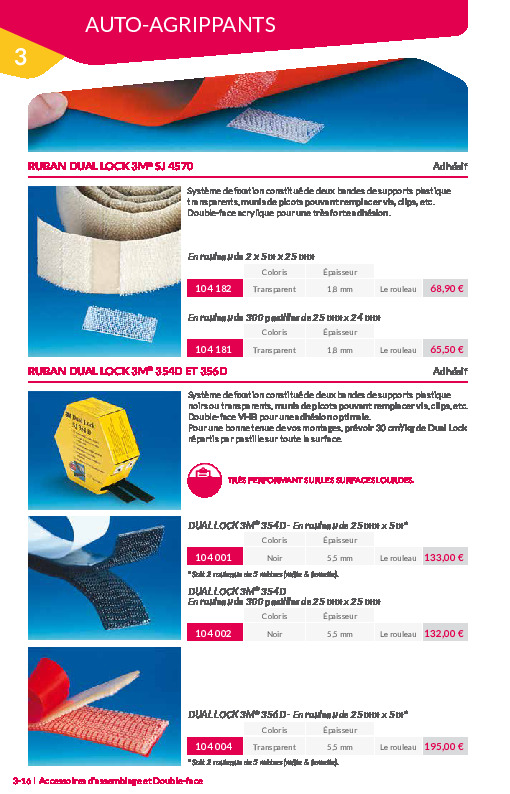 AUTO-AGRIPPANTS
3
RUBAN DUAL LOCK 3M® SJ 4570
Adhésif
Système de fixation constitué de deux bandes de supports plastique
transparents, munis de picots pouvant remplacer vis, clips, etc.
Double-face acrylique pour une très forte adhésion.
En rouleau de 2 x 5 m x 25 mm
Coloris Épaisseur
104 182 Transparent 1,8 mm Le rouleau 68,90 €
En rouleau de 300 pastilles de 25 mm x 24 mm
Coloris Épaisseur
104 181 Transparent 1,8 mm Le rouleau 65,50 €
RUBAN DUAL LOCK 3M® 354D ET 356D
Adhésif
Système de fixation constitué de deux bandes de supports plastique
noirs ou transparents, munis de picots pouvant remplacer vis, clips, etc.
Double-face VHB pour une adhésion optimale.
Pour une bonne tenue de vos montages, prévoir 30 cm²/kg de Dual Lock
répartis par pastille sur toute la surface.
TRÈS PERFORMANT SUR LES SURFACES LOURDES.
DUAL LOCK 3M® 354D - En rouleau de 25 mm x 5 m*
Coloris Épaisseur
104 001 Noir 5,5 mm Le rouleau 133,00 €
* Soit 2 rouleaux de 5 mètres (mâle & femelle).
DUAL LOCK 3M® 354D
En rouleau de 300 pastilles de 25 mm x 25 mm
Coloris Épaisseur
104 002 Noir 5,5 mm Le rouleau 132,00 €
DUAL LOCK 3M® 356D - En rouleau de 25 mm x 5 m*
Coloris Épaisseur
104 004 Transparent 5,5 mm Le rouleau 195,00 €
* Soit 2 rouleaux de 5 mètres (mâle & femelle).
3-16 I Accessoires d'assemblage et Double-face